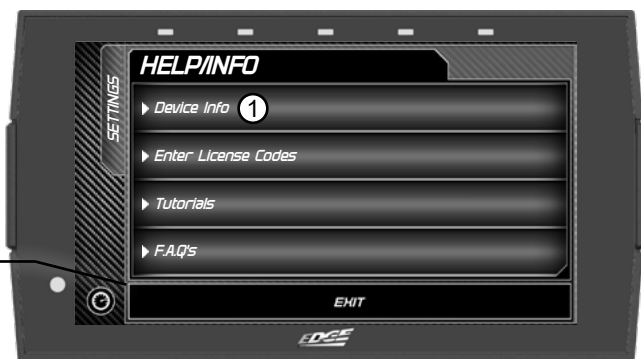 HELP/INFO
SETTINGS
Device Info 1
Enter License Codes
Tutorials
F.A.Q's
EXIT
EDGE